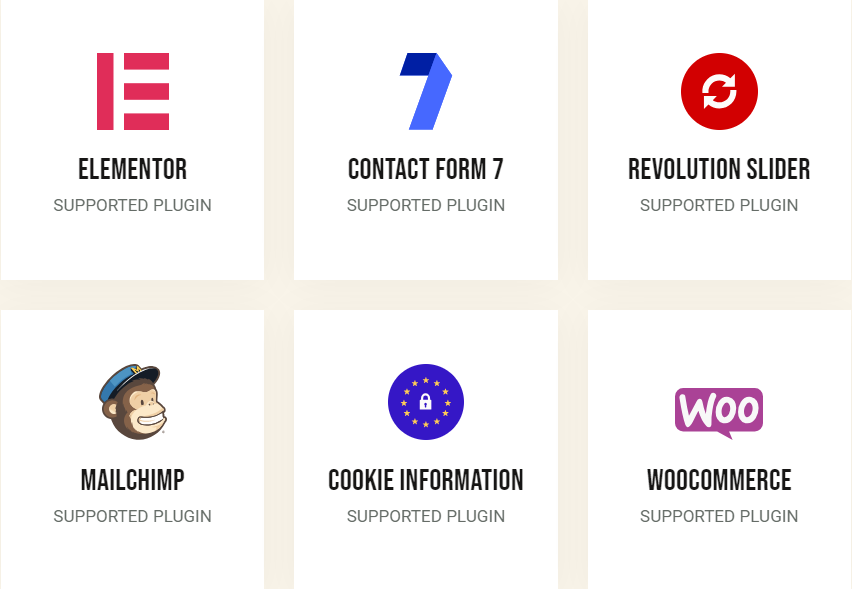 ELEMENTOR
SUPPORTED PLUGIN
7
CONTACT FORM 7
SUPPORTED PLUGIN
REVOLUTION SLIDER
SUPPORTED PLUGIN
M
MAILCHIMP
SUPPORTED PLUGIN
COOKIE INFORMATION
SUPPORTED PLUGIN
Woo
WOOCOMMERCE
SUPPORTED PLUGIN